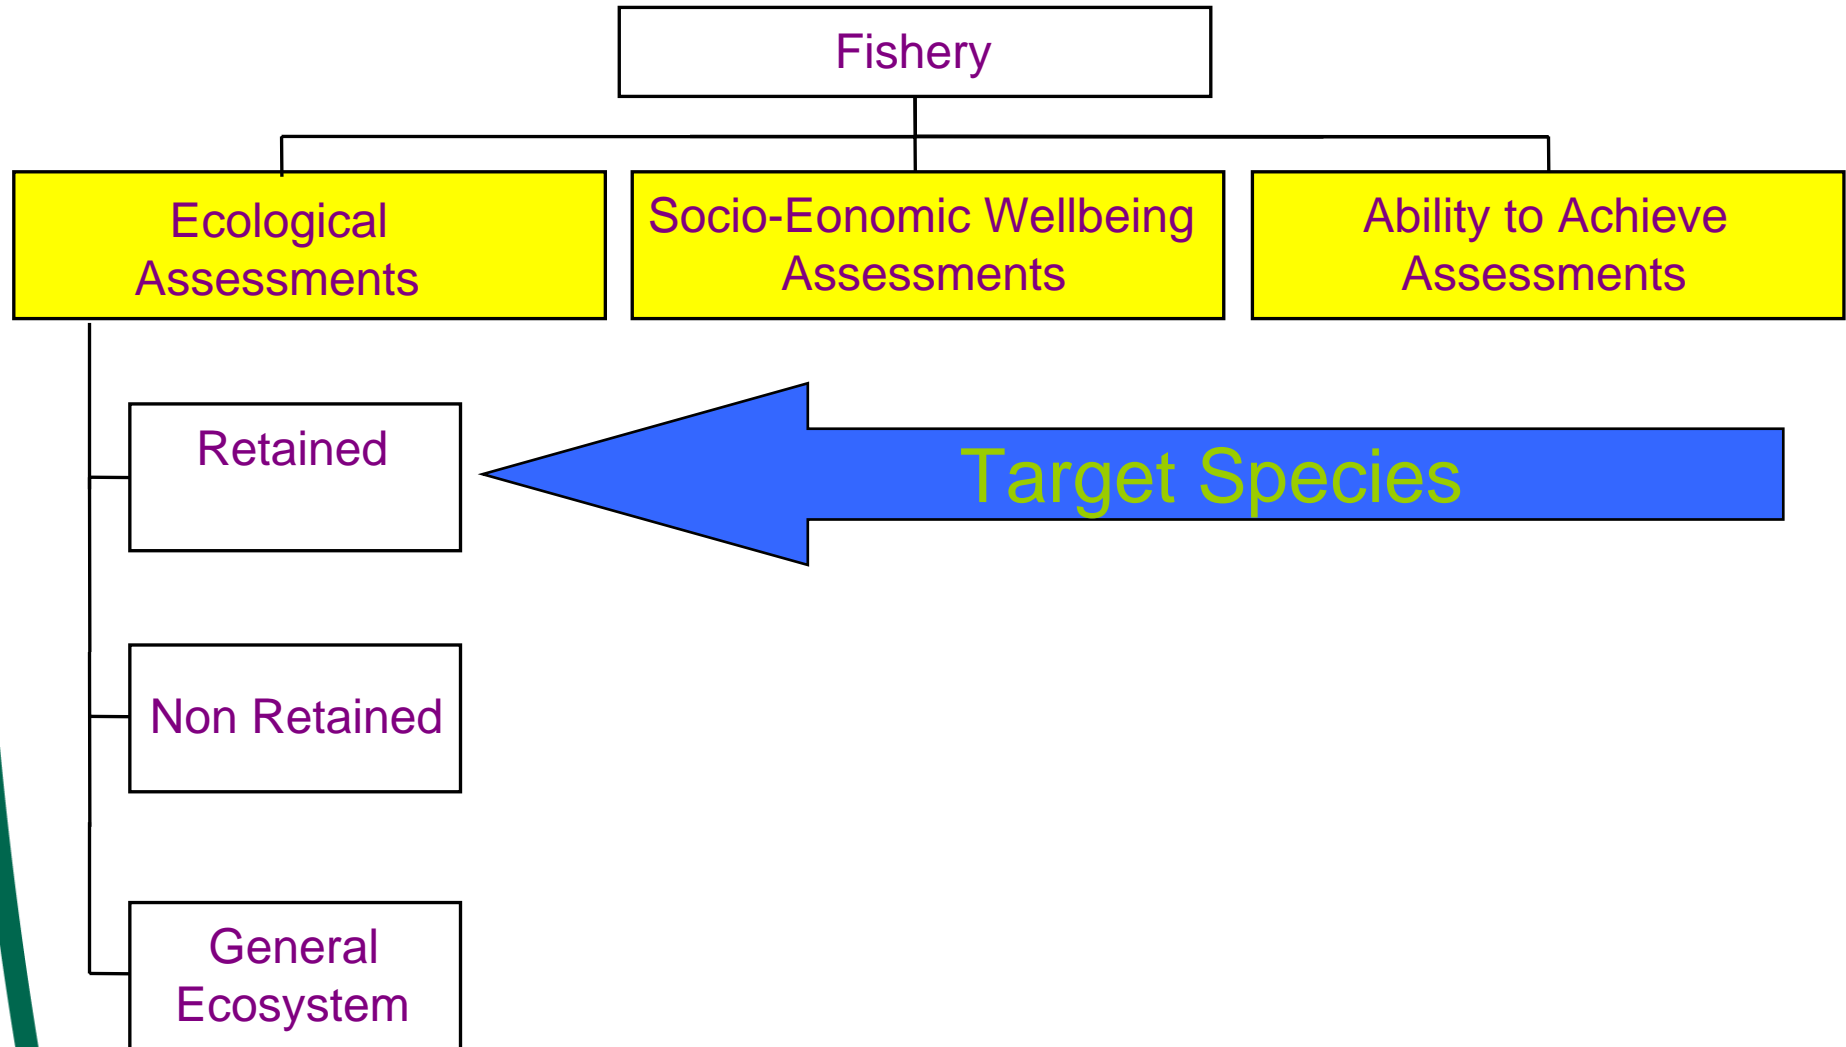 Fishery
Ecological
Assessments
Socio-Eonomic Wellbeing
Assessments
Ability to Achieve
Assessments
Retained
Target Species
Non Retained
General
Ecosystem